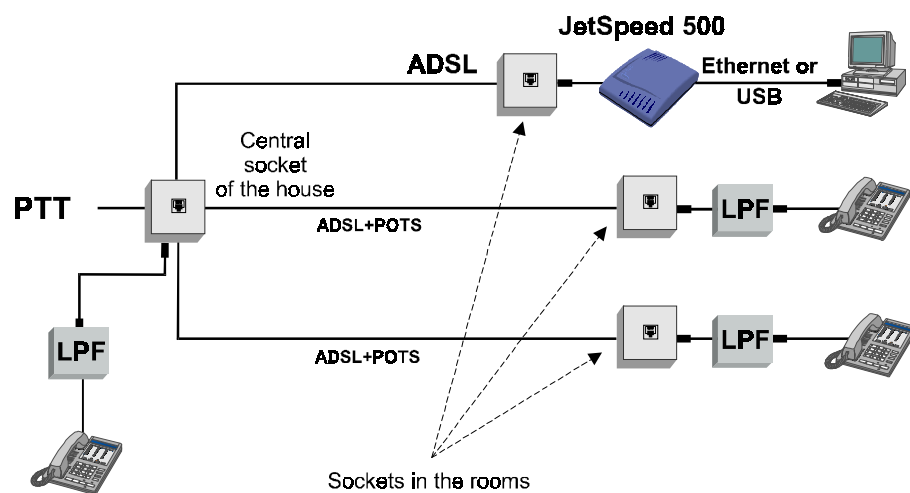 JetSpeed 500
ADSL
Ethernet or
USB
Central
socket
of the house
PTT
ADSL+POTS
LPF
LPF
ADSL+POTS
LPF
Sockets in the rooms